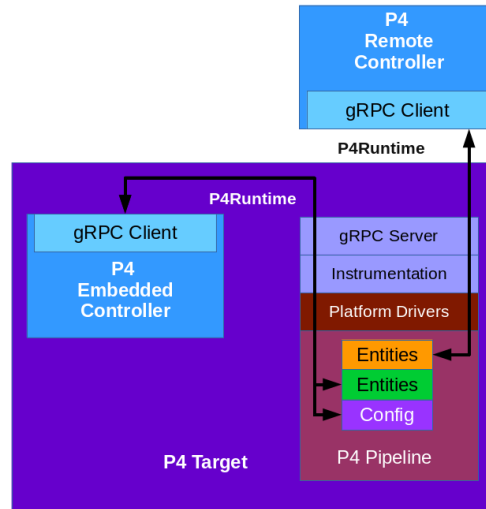 P4
Remote
Controller
gRPC Client
P4Runtime
P4Runtime
gRPC Client
P4
Embedded
Controller
gRPC Server
Instrumentation
Platform Drivers
Entities
Entities
Config
P4 Pipeline
P4 Target